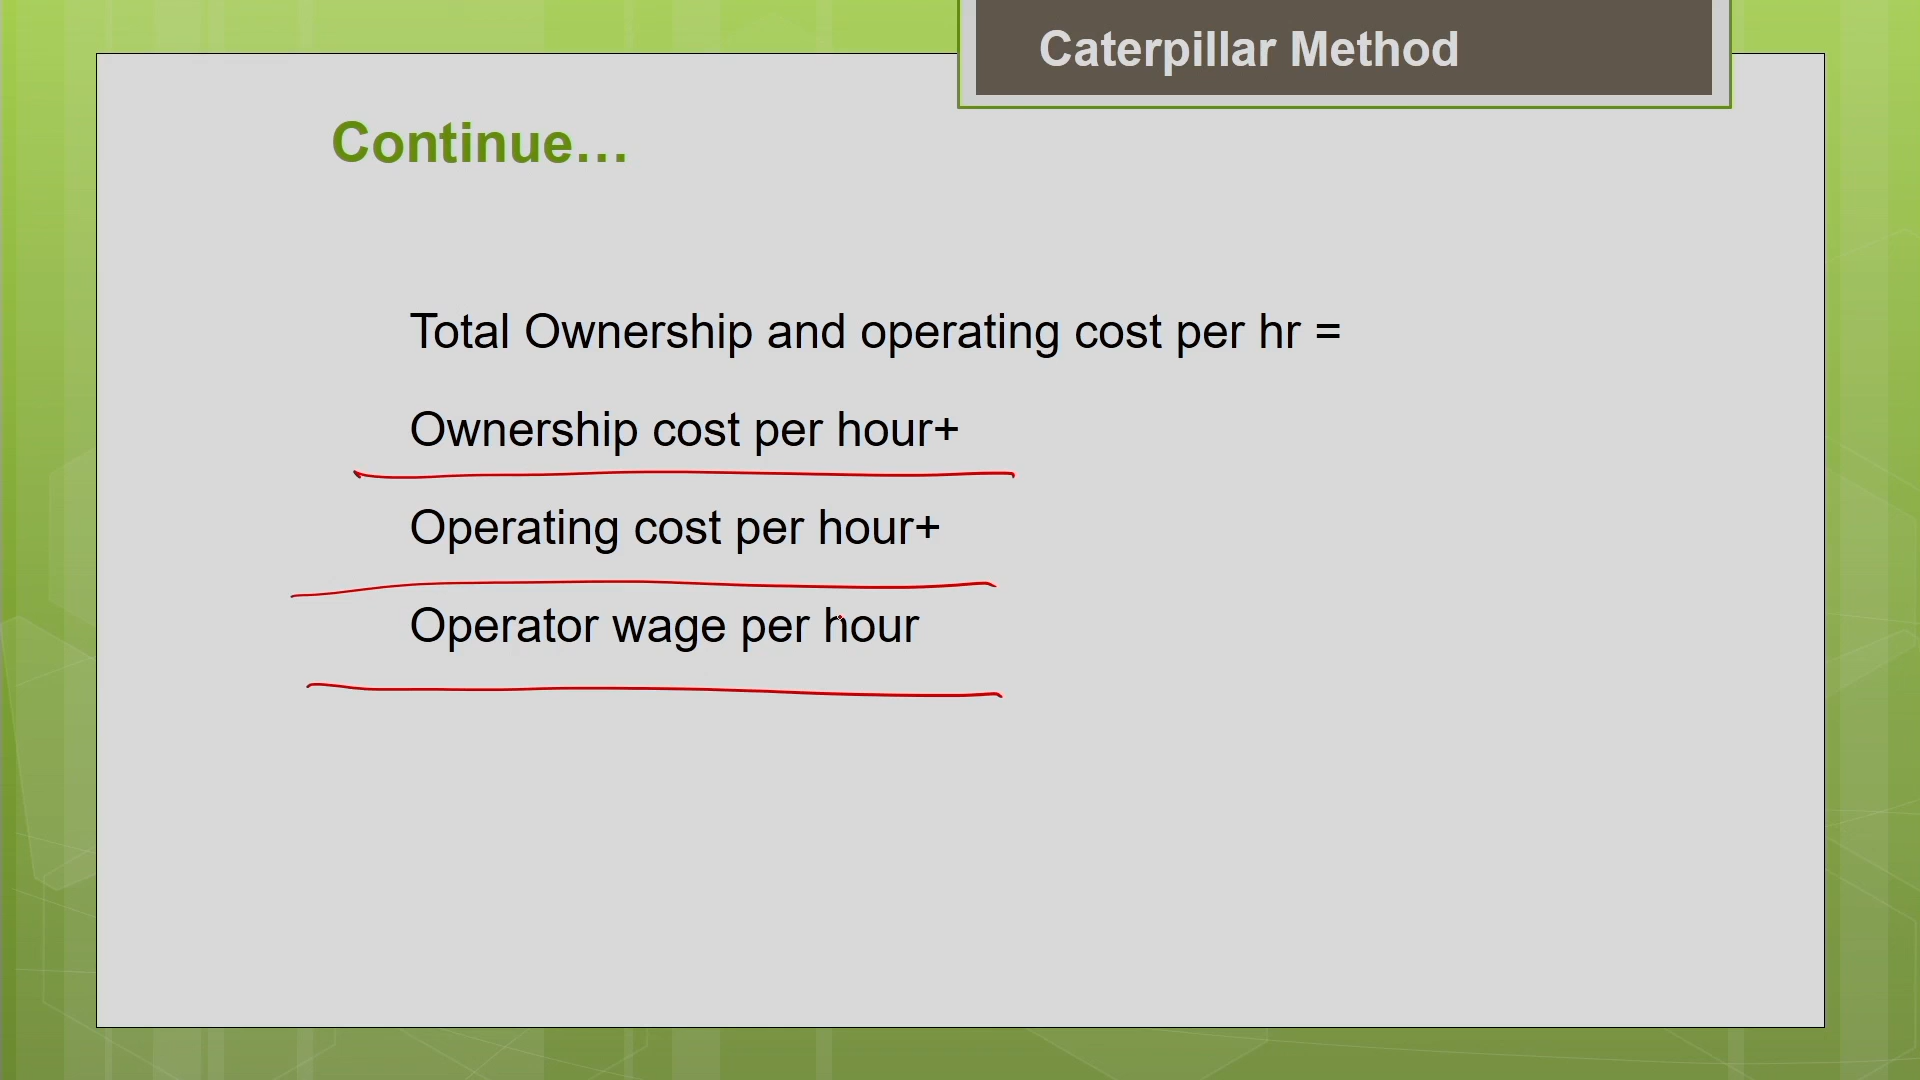 Caterpillar Method
Continue…
Total Ownership and operating cost per hr =
Ownership cost per hour+
Operating cost per hour+
Operator wage per hour